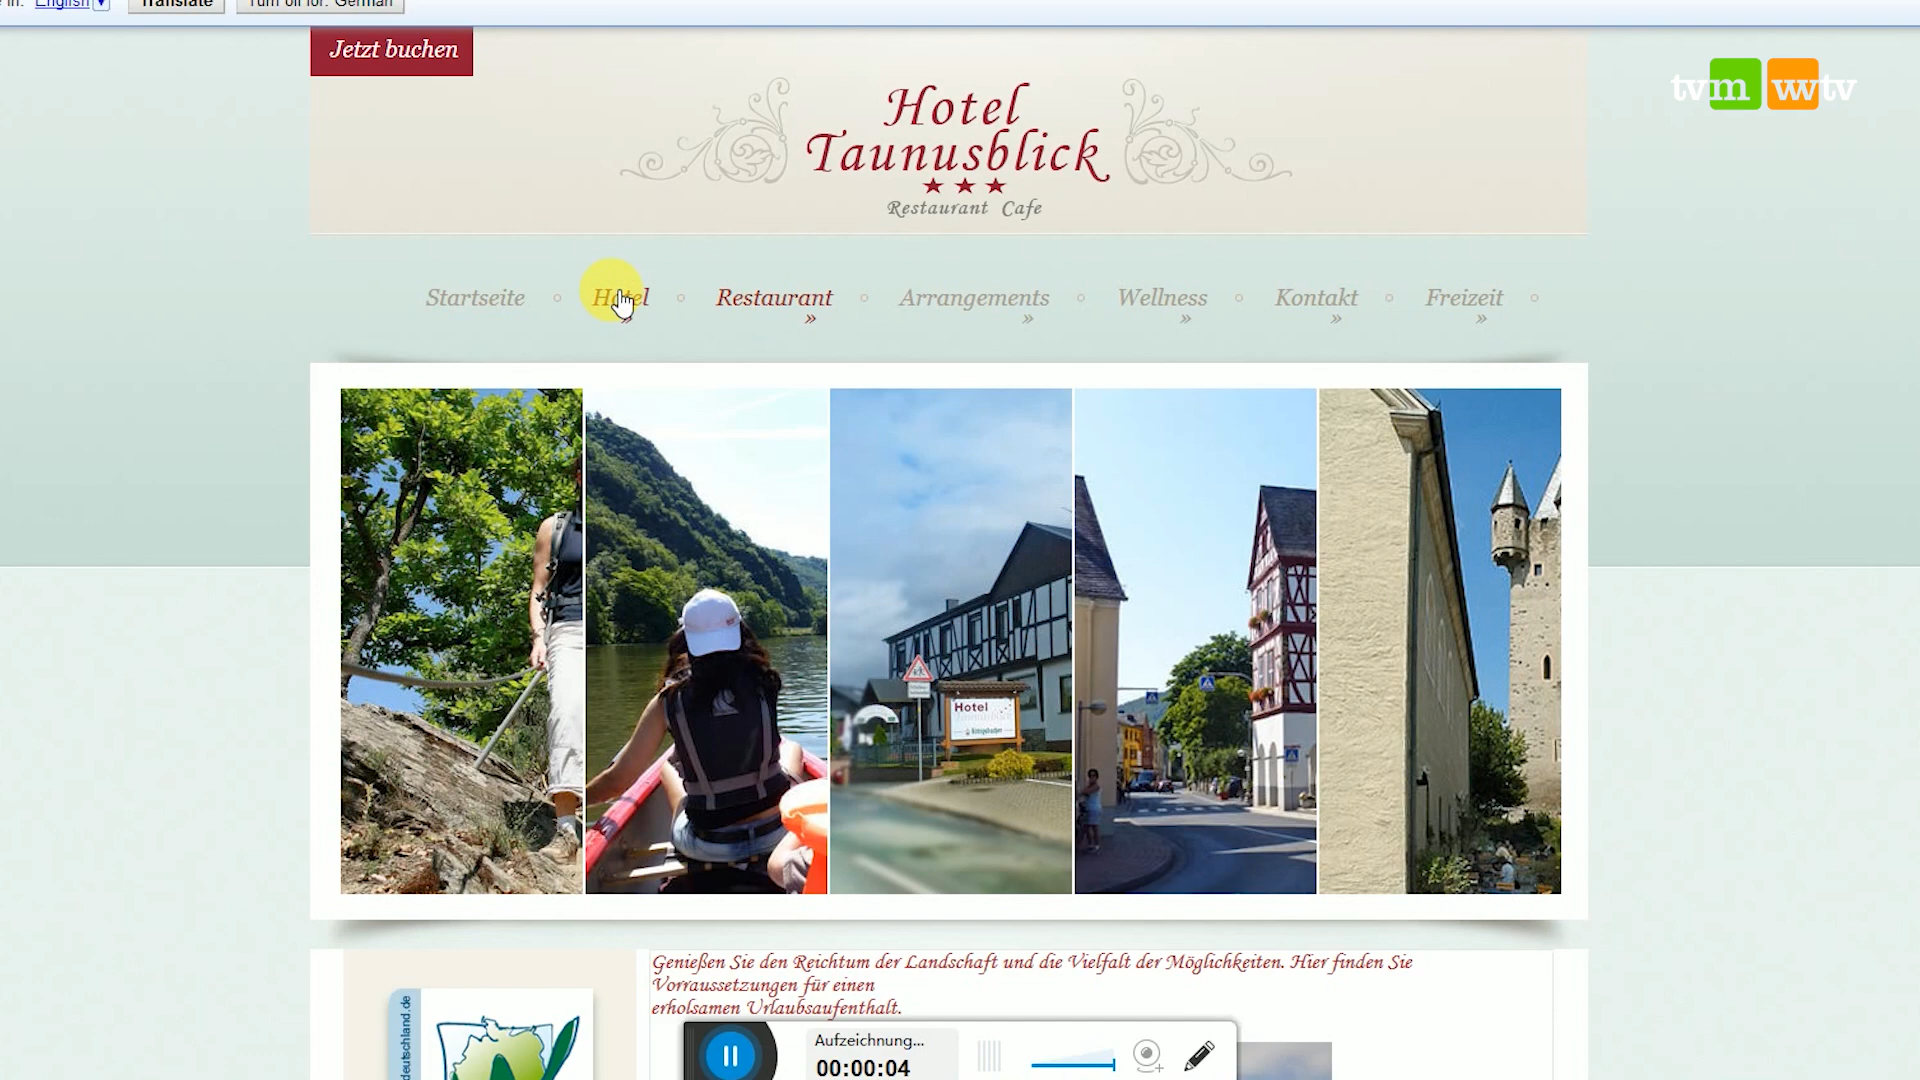 English
Translate
Turn off for: German
Jetzt buchen
tvm wwtv
Hotel
Taunusblick
Restaurant Cafe
Startseite
Hotel
»
Restaurant
»
Arrangements
»
Wellness
»
Kontakt
»
Freizeit
»
Hotel
Taunusblick
Königsbacher
Genießen Sie den Reichtum der Landschaft und die Vielfalt der Möglichkeiten. Hier finden Sie
Vorraussetzungen für einen
erholsamen Urlaubsaufenthalt.
deutschland.de
Aufzeichnung...
00:00:04